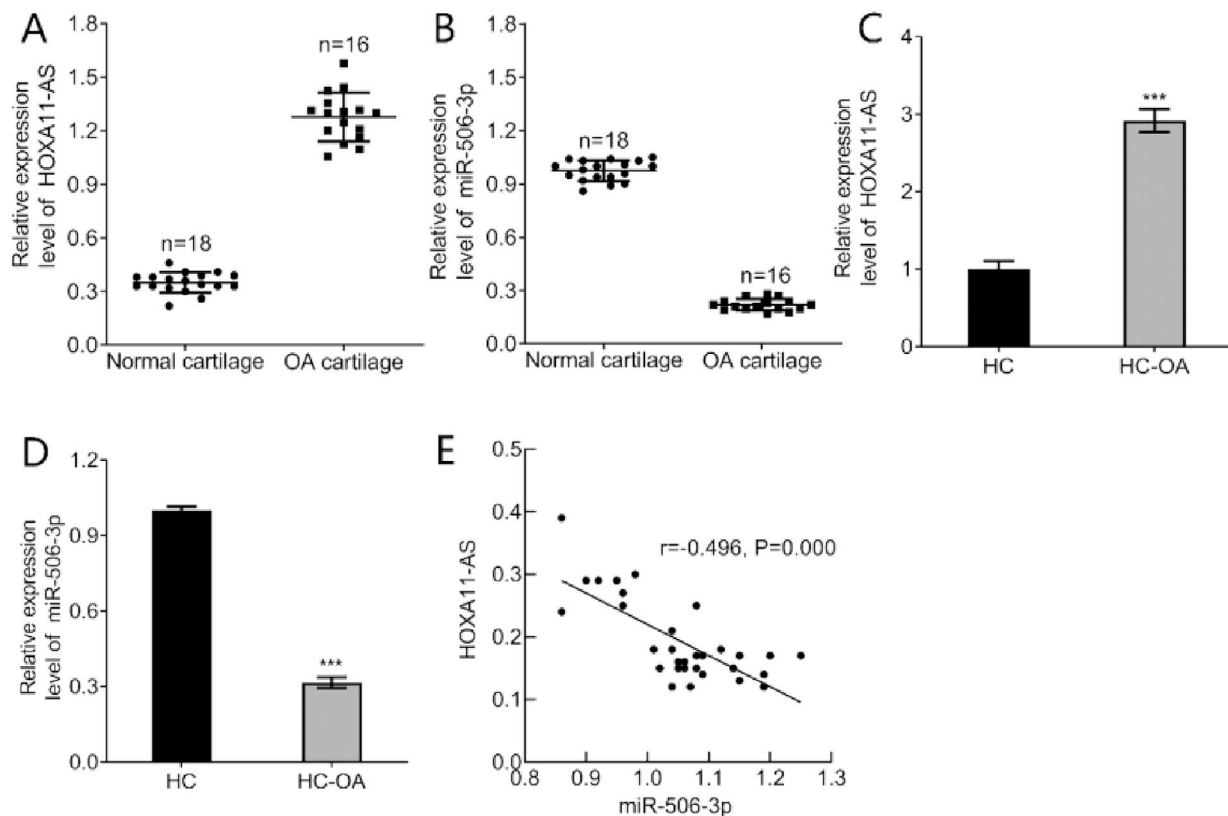 A
Relative expression
level of HOXA11-AS
1.8
1.5
1.2
0.9
0.6
0.3
0.0
n=18
n=16
Normal cartilage
OA cartilage
B
Relative expression
level of miR-506-3p
1.8
1.5
1.2
0.9
0.6
0.3
0.0
n=18
n=16
Normal cartilage
OA cartilage
C
Relative expression
level of HOXA11-AS
4
3
2
1
0
***
HC
HC-OA
D
Relative expression
level of miR-506-3p
1.2
0.9
0.6
0.3
0.0
***
HC
HC-OA
E
HOXA11-AS
0.5
0.4
0.3
0.2
0.1
0.0
r=-0.496, P=0.000
0.8
0.9
1.0
1.1
1.2
1.3
miR-506-3p